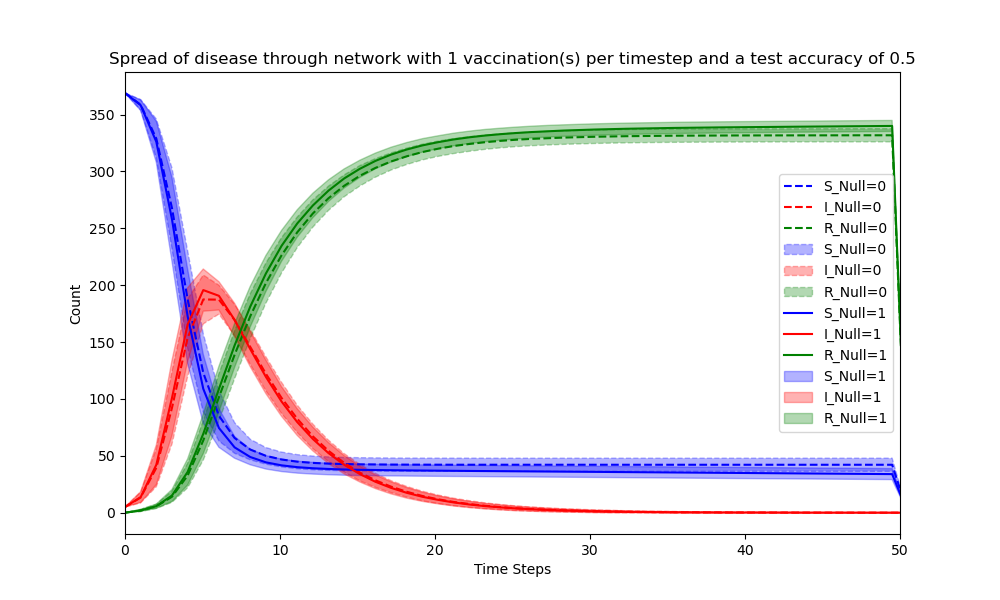 Spread of disease through network with 1 vaccination(s) per timestep and a test accuracy of 0.5
Count
350
300
250
200
150
100
50
0
S_Null=0
I_Null=0
R_Null=0
S_Null=0
I_Null=0
R_Null=0
S_Null=1
I_Null=1
R_Null=1
S_Null=1
I_Null=1
R_Null=1
0 10 20 30 40 50
Time Steps